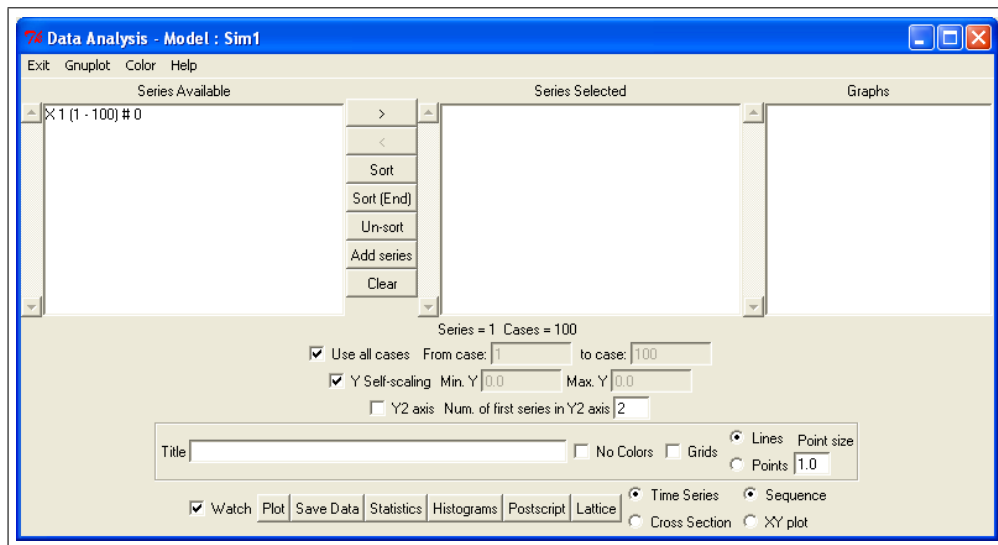 Data Analysis - Model : Sim1
Exit Gnuplot Color Help
Series Available Series Selected Graphs
X 1 (1 - 100) # 0
>
<
Sort
Sort (End)
Un-sort
Add series
Clear
Series = 1 Cases = 100
Use all cases From case: 1 to case: 100
Y Self-scaling Min. Y 0.0 Max. Y 0.0
Y2 axis Num. of first series in Y2 axis 2
Title No Colors Grids Lines Point size
Points 1.0
Watch Plot Save Data Statistics Histograms Postscript Lattice Time Series Sequence
Cross Section XY plot